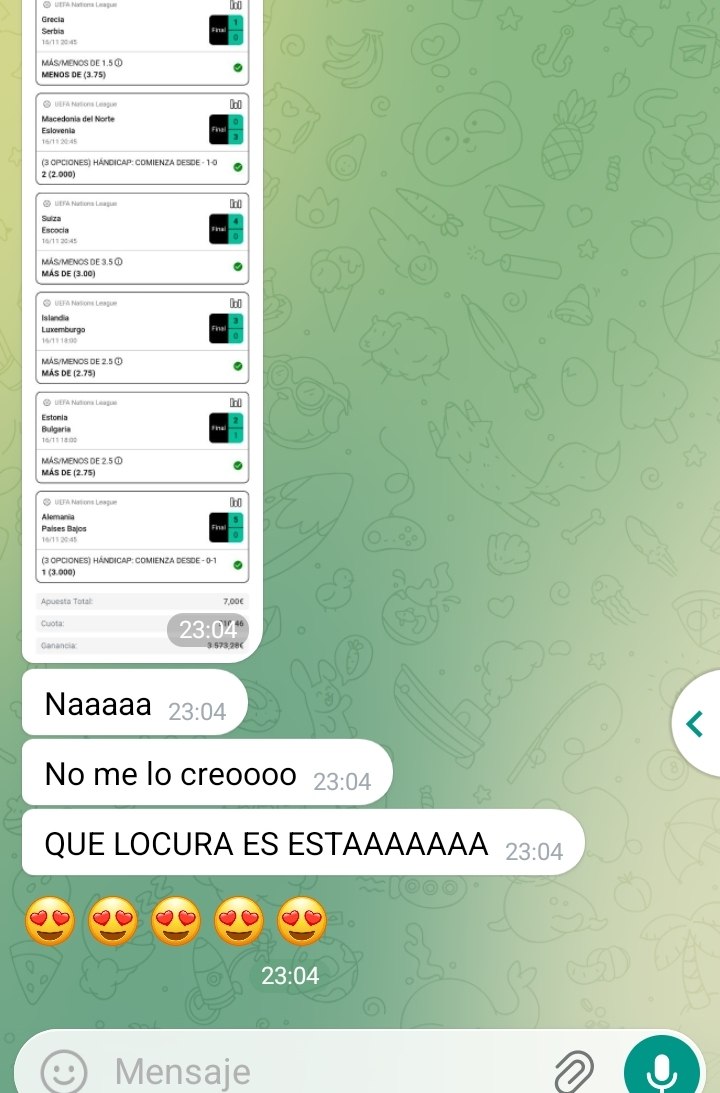 UEFA Nations League
Grecia
Serbia
16/11 20:45
Final
1
0
MÁS/MENOS DE 1.5
MENOS DE (3.75)
UEFA Nations League
Macedonia del Norte
Eslovenia
16/11 20:45
Final
0
3
(3 OPCIONES) HÁNDICAP: COMIENZA DESDE - 1-0
2 (2.000)
UEFA Nations League
Suiza
Escocia
16/11 20:45
Final
4
0
MÁS/MENOS DE 3.5
MÁS DE (3.00)
UEFA Nations League
Islandia
Luxemburgo
16/11 18:00
Final
3
0
MÁS/MENOS DE 2.5
MÁS DE (2.75)
UEFA Nations League
Estonia
Bulgaria
16/11 18:00
Final
2
1
MÁS/MENOS DE 2.5
MÁS DE (2.75)
UEFA Nations League
Alemania
Países Bajos
16/11 20:45
Final
5
0
(3 OPCIONES) HÁNDICAP: COMIENZA DESDE - 0-1
1 (3.000)
Apuesta Total: 7,00€
Cuota:
23:04
Ganancia: 3.573,28€
Naaaaa 23:04
No me lo creoooo 23:04
QUE LOCURA ES ESTAAAAAAA 23:04
23:04
Mensaje